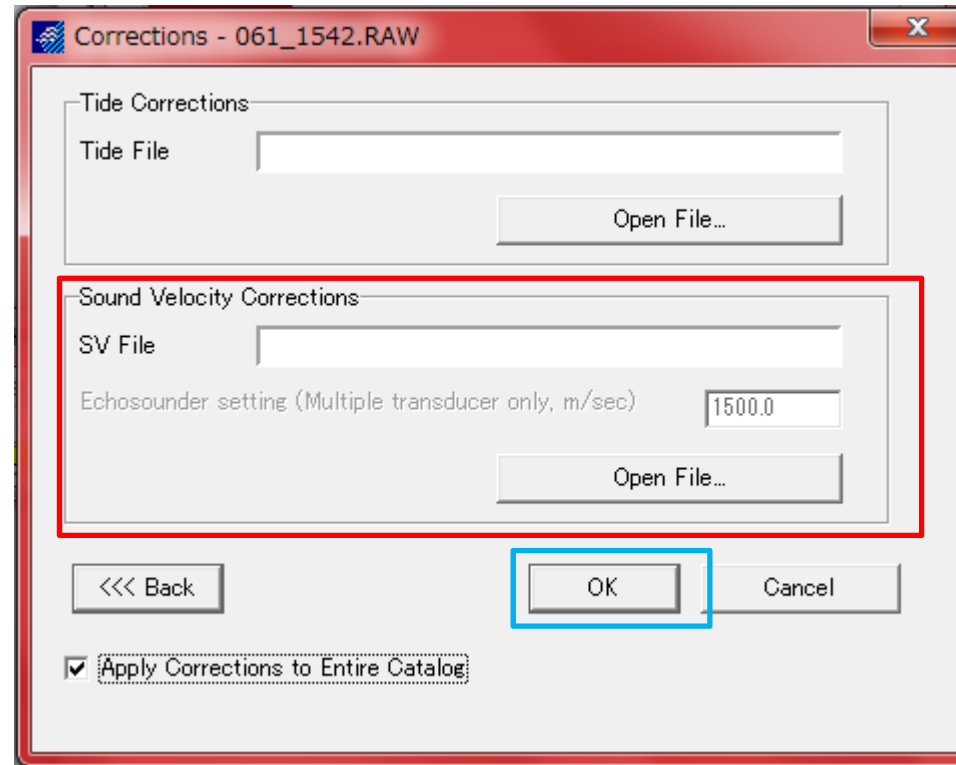 Corrections - 061_1542.RAW
Tide Corrections
Tide File
Open File...
Sound Velocity Corrections
SV File
Echosounder setting (Multiple transducer only, m/sec) 1500.0
Open File...
<<< Back OK Cancel
Apply Corrections to Entire Catalog